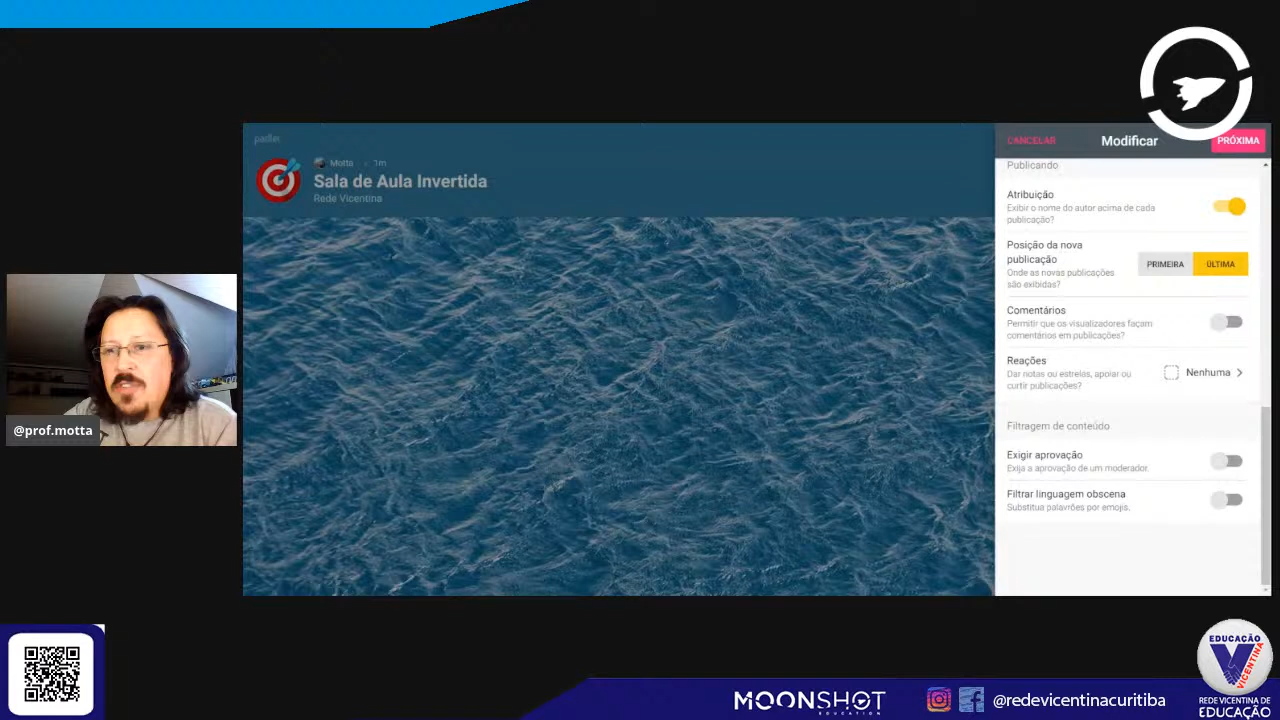 padlet
Motta 1m
Sala de Aula Invertida
Rede Vicentina
CANCELAR
Modificar
PRÓXIMA
Publicando
Atribuição
Exibir o nome do autor acima de cada
publicação?
Posição da nova
publicação
Onde as novas publicações
são exibidas?
PRIMEIRA
ÚLTIMA
Comentários
Permitir que os visualizadores façam
comentários em publicações?
Reações
Dar notas ou estrelas, apoiar ou
curtir publicações?
Nenhuma
Filtragem de conteúdo
Exigir aprovação
Exija a aprovação de um moderador.
Filtrar linguagem obscena
Substitua palavrões por emojis.
@prof.motta
MOONSHOT
EDUCATION
@redevicentinacuritiba
EDUCAÇÃO
VICENTINA
REDE VICENTINA DE
EDUCAÇÃO